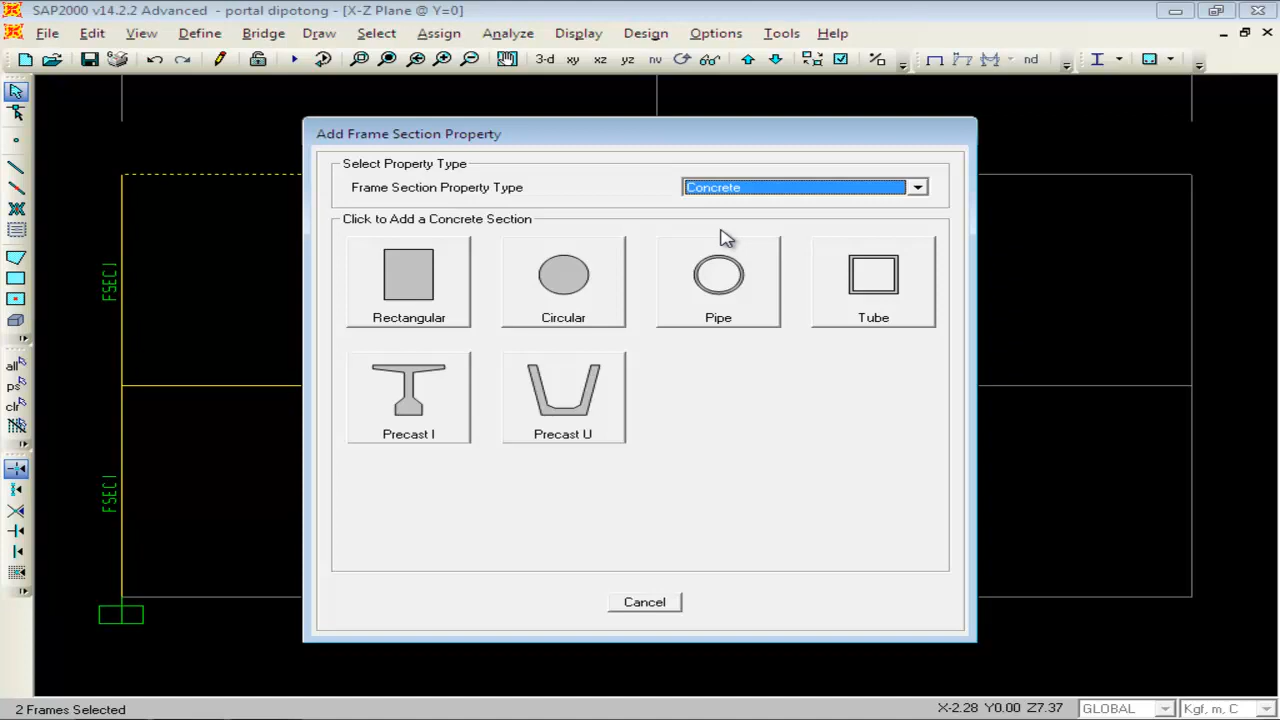 SAP2000 v14.2.2 Advanced - portal dipotong - [X-Z Plane @ Y=0]
File Edit View Define Bridge Draw Select Assign Analyze Display Design Options Tools Help
3-d xy xz yz nv nd
Add Frame Section Property
Select Property Type
Frame Section Property Type Concrete
Click to Add a Concrete Section
Rectangular Circular Pipe Tube
Precast I Precast U
Cancel
FSEC1
FSEC1
all
ps
clr
2 Frames Selected X-2.28 Y0.00 Z7.37 GLOBAL Kgf, m, C